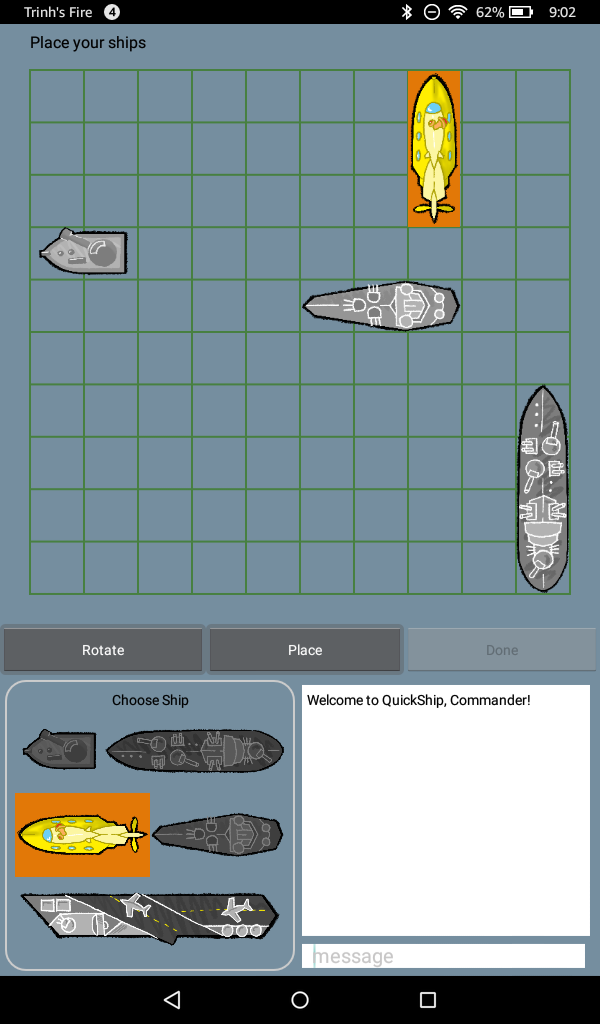 Trinh's Fire 4 62% 9:02
Place your ships
Rotate Place Done
Choose Ship
Welcome to QuickShip, Commander!
message